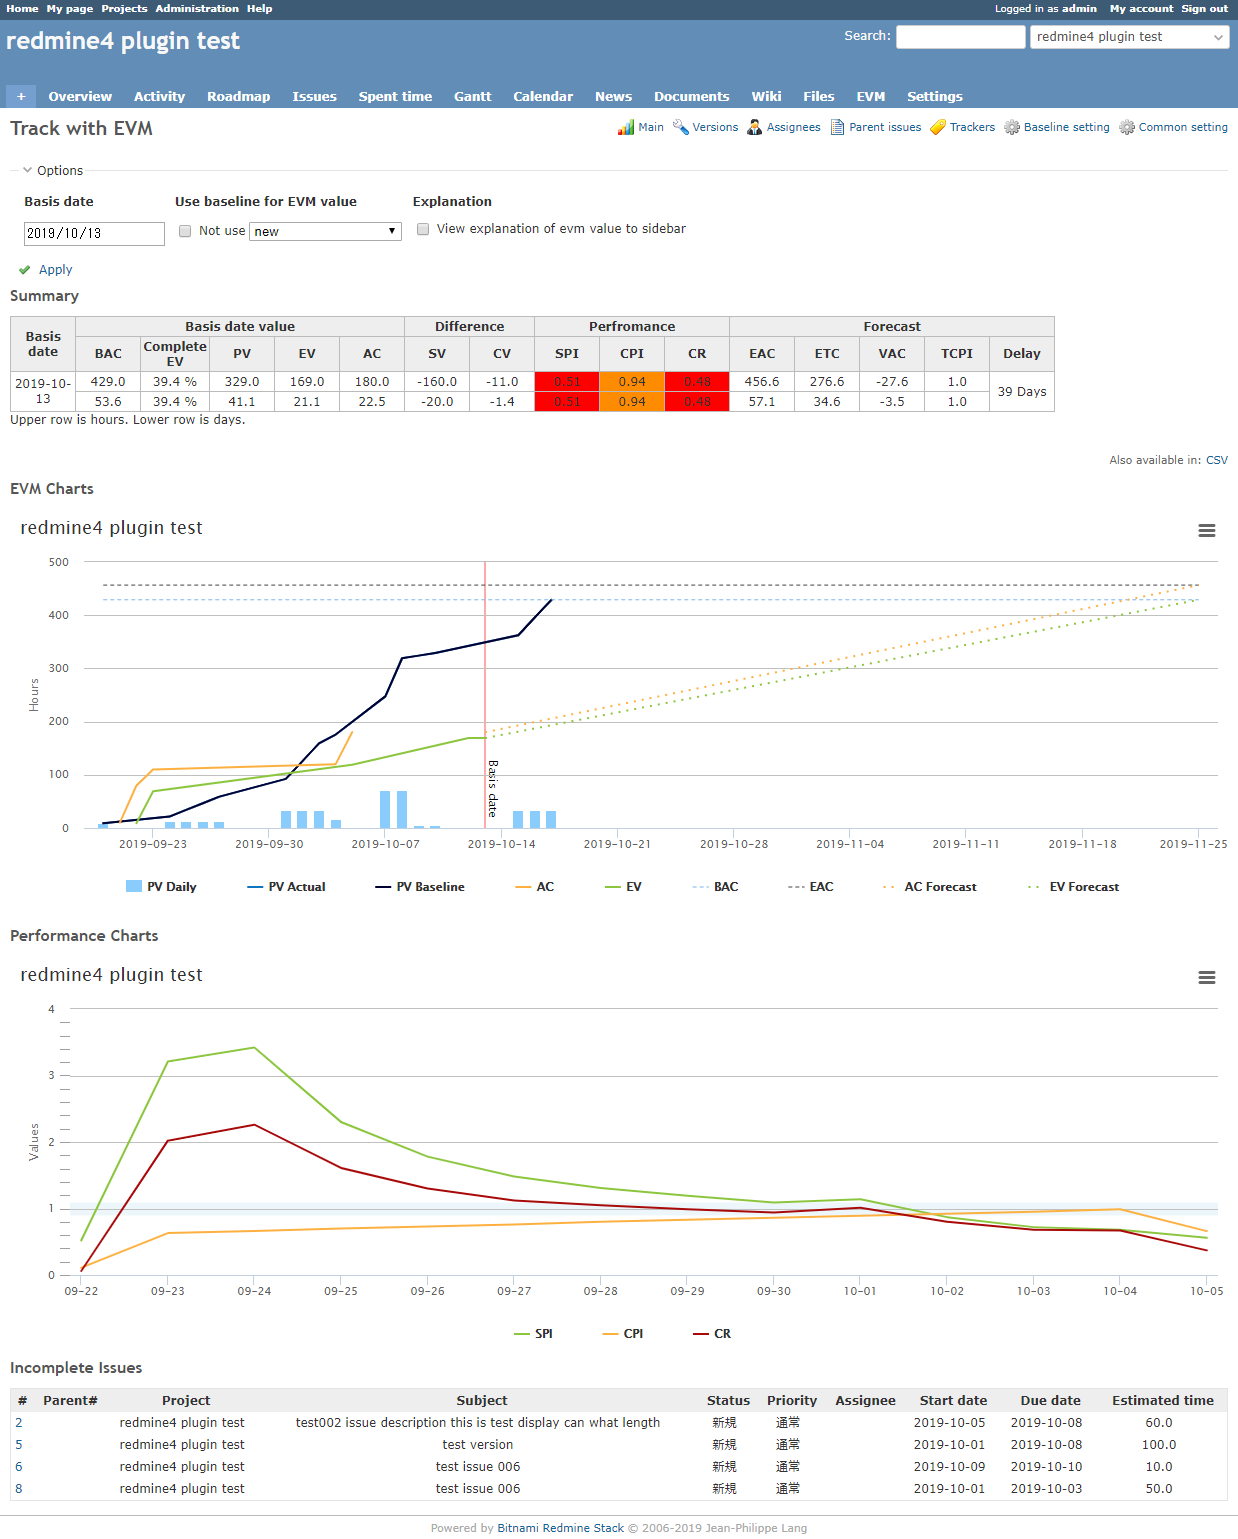 Home My page Projects Administration Help Logged in as admin My account Sign out
redmine4 plugin test Search: redmine4 plugin test
+ Overview Activity Roadmap Issues Spent time Gantt Calendar News Documents Wiki Files EVM Settings
Track with EVM Main Versions Assignees Parent issues Trackers Baseline setting Common setting
Options
Basis date Use baseline for EVM value Explanation
2019/10/13 Not use new View explanation of evm value to sidebar
Apply
Summary
Basis date Basis date value Difference Perfromance Forecast
BAC Complete EV PV EV AC SV CV SPI CPI CR EAC ETC VAC TCPI Delay
2019-10-13 429.0 39.4 % 329.0 169.0 180.0 -160.0 -11.0 0.51 0.94 0.48 456.6 276.6 -27.6 1.0 39 Days
53.6 39.4 % 41.1 21.1 22.5 -20.0 -1.4 0.51 0.94 0.48 57.1 34.6 -3.5 1.0
Upper row is hours. Lower row is days.
Also available in: CSV
EVM Charts
redmine4 plugin test
500
400
300
200
100
0
Hours
Basis date
2019-09-23 2019-09-30 2019-10-07 2019-10-14 2019-10-21 2019-10-28 2019-11-04 2019-11-11 2019-11-18 2019-11-25
PV Daily PV Actual PV Baseline AC EV BAC EAC AC Forecast EV Forecast
Performance Charts
redmine4 plugin test
4
3
2
1
0
Values
09-22 09-23 09-24 09-25 09-26 09-27 09-28 09-29 09-30 10-01 10-02 10-03 10-04 10-05
SPI CPI CR
Incomplete Issues
# Parent# Project Subject Status Priority Assignee Start date Due date Estimated time
2 redmine4 plugin test test002 issue description this is test display can what length 新規 通常 2019-10-05 2019-10-08 60.0
5 redmine4 plugin test test version 新規 通常 2019-10-01 2019-10-08 100.0
6 redmine4 plugin test test issue 006 新規 通常 2019-10-09 2019-10-10 10.0
8 redmine4 plugin test test issue 006 新規 通常 2019-10-01 2019-10-03 50.0
Powered by Bitnami Redmine Stack © 2006-2019 Jean-Philippe Lang